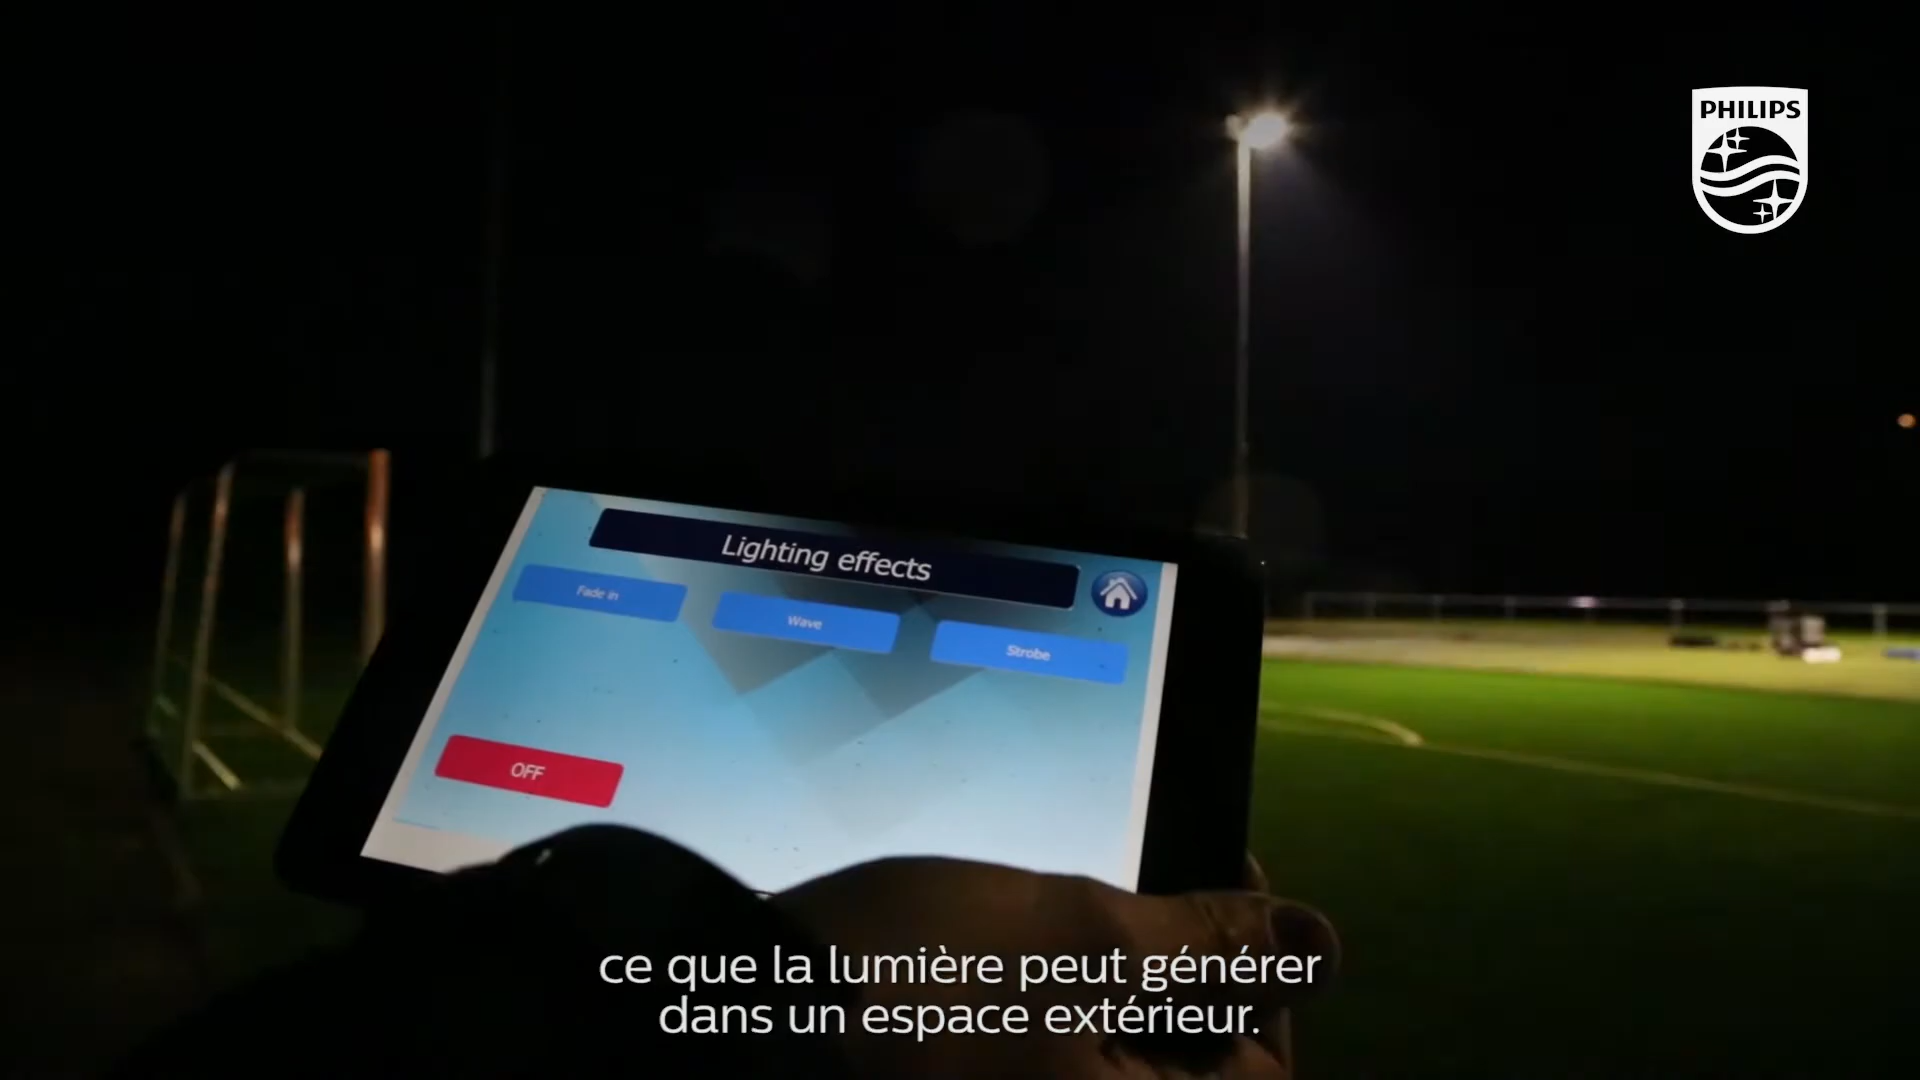 PHILIPS
Lighting effects
Fade in
Wave
Strobe
OFF
ce que la lumière peut générer
dans un espace extérieur.